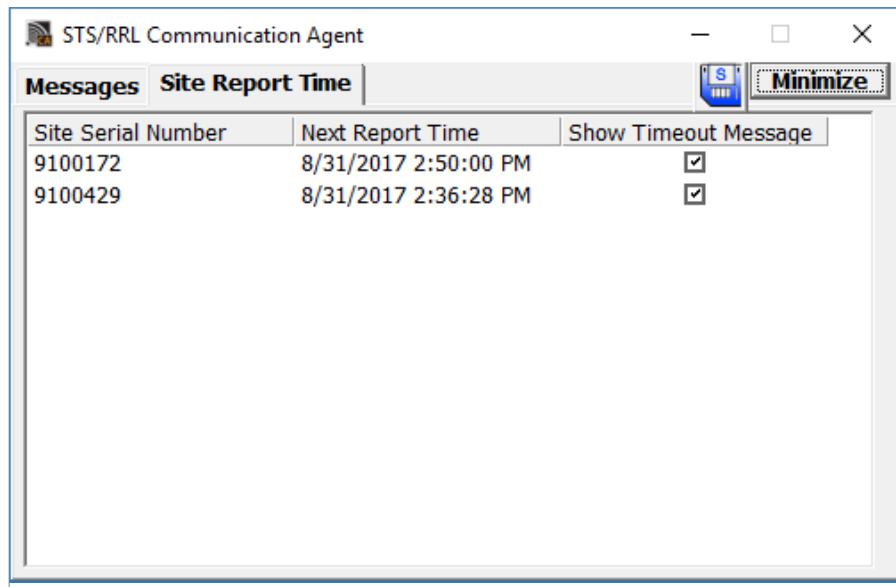 STS/RRL Communication Agent
Messages Site Report Time S Minimize
Site Serial Number Next Report Time Show Timeout Message
9100172 8/31/2017 2:50:00 PM
9100429 8/31/2017 2:36:28 PM